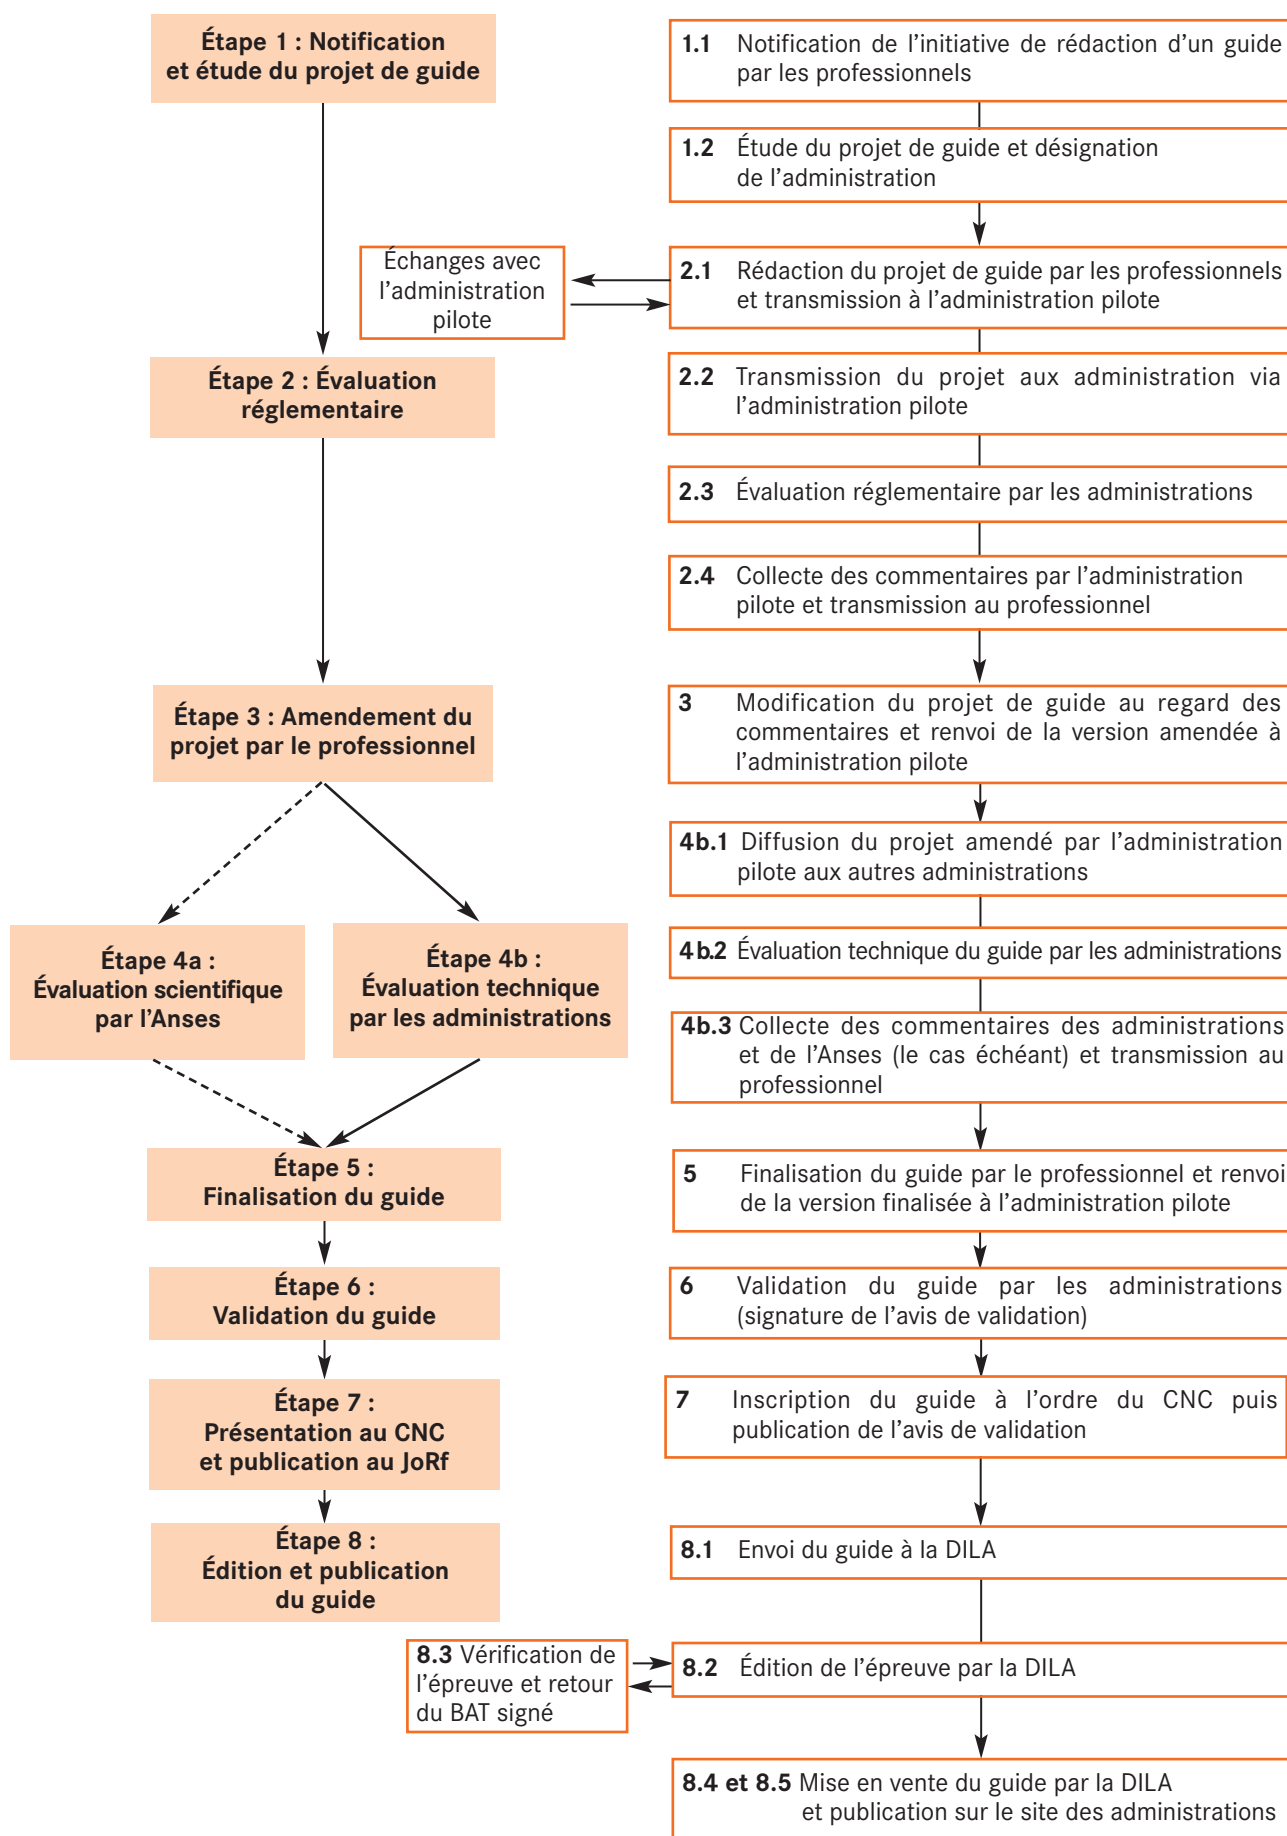 Étape 1 : Notification
et étude du projet de guide
Étape 2 : Évaluation
réglementaire
Étape 3 : Amendement du
projet par le professionnel
Étape 4a :
Évaluation scientifique
par l'Anses
Étape 4b :
Évaluation technique
par les administrations
Étape 5 :
Finalisation du guide
Étape 6 :
Validation du guide
Étape 7 :
Présentation au CNC
et publication au JoRf
Étape 8 :
Édition et publication
du guide
1.1 Notification de l'initiative de rédaction d'un guide
par les professionnels
1.2 Étude du projet de guide et désignation
de l'administration
Échanges avec
l'administration
pilote
2.1 Rédaction du projet de guide par les professionnels
et transmission à l'administration pilote
2.2 Transmission du projet aux administration via
l'administration pilote
2.3 Évaluation réglementaire par les administrations
2.4 Collecte des commentaires par l'administration
pilote et transmission au professionnel
3 Modification du projet de guide au regard des
commentaires et renvoi de la version amendée à
l'administration pilote
4b.1 Diffusion du projet amendé par l'administration
pilote aux autres administrations
4b.2 Évaluation technique du guide par les administrations
4b.3 Collecte des commentaires des administrations
et de l'Anses (le cas échéant) et transmission au
professionnel
5 Finalisation du guide par le professionnel et renvoi
de la version finalisée à l'administration pilote
6 Validation du guide par les administrations
(signature de l'avis de validation)
7 Inscription du guide à l'ordre du CNC puis
publication de l'avis de validation
8.1 Envoi du guide à la DILA
8.3 Vérification de
l'épreuve et retour
du BAT signé
8.2 Édition de l'épreuve par la DILA
8.4 et 8.5 Mise en vente du guide par la DILA
et publication sur le site des administrations